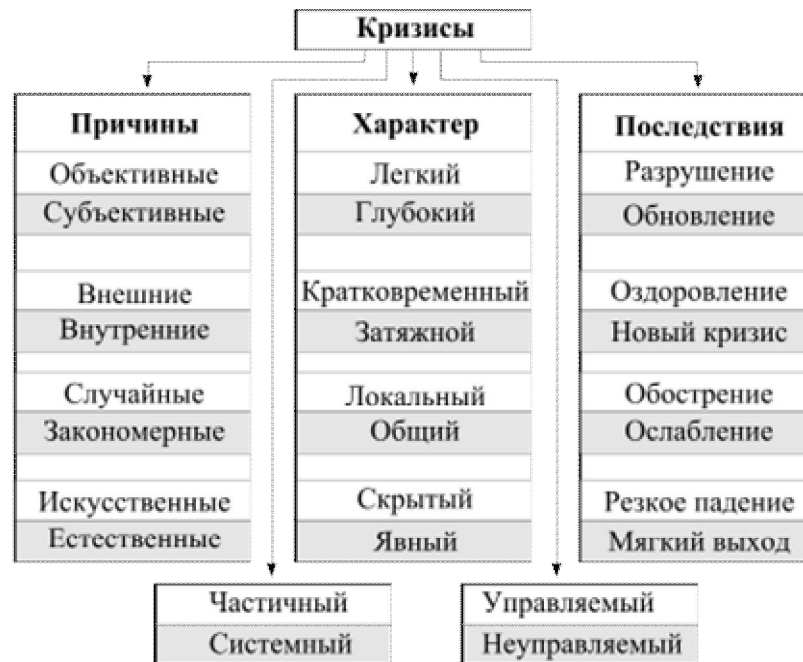 Кризисы
Причины
Объективные
Субъективные
Внешние
Внутренние
Случайные
Закономерные
Искусственные
Естественные
Характер
Легкий
Глубокий
Кратковременный
Затяжной
Локальный
Общий
Скрытый
Явный
Последствия
Разрушение
Обновление
Оздоровление
Новый кризис
Обострение
Ослабление
Резкое падение
Мягкий выход
Частичный
Системный
Управляемый
Неуправляемый